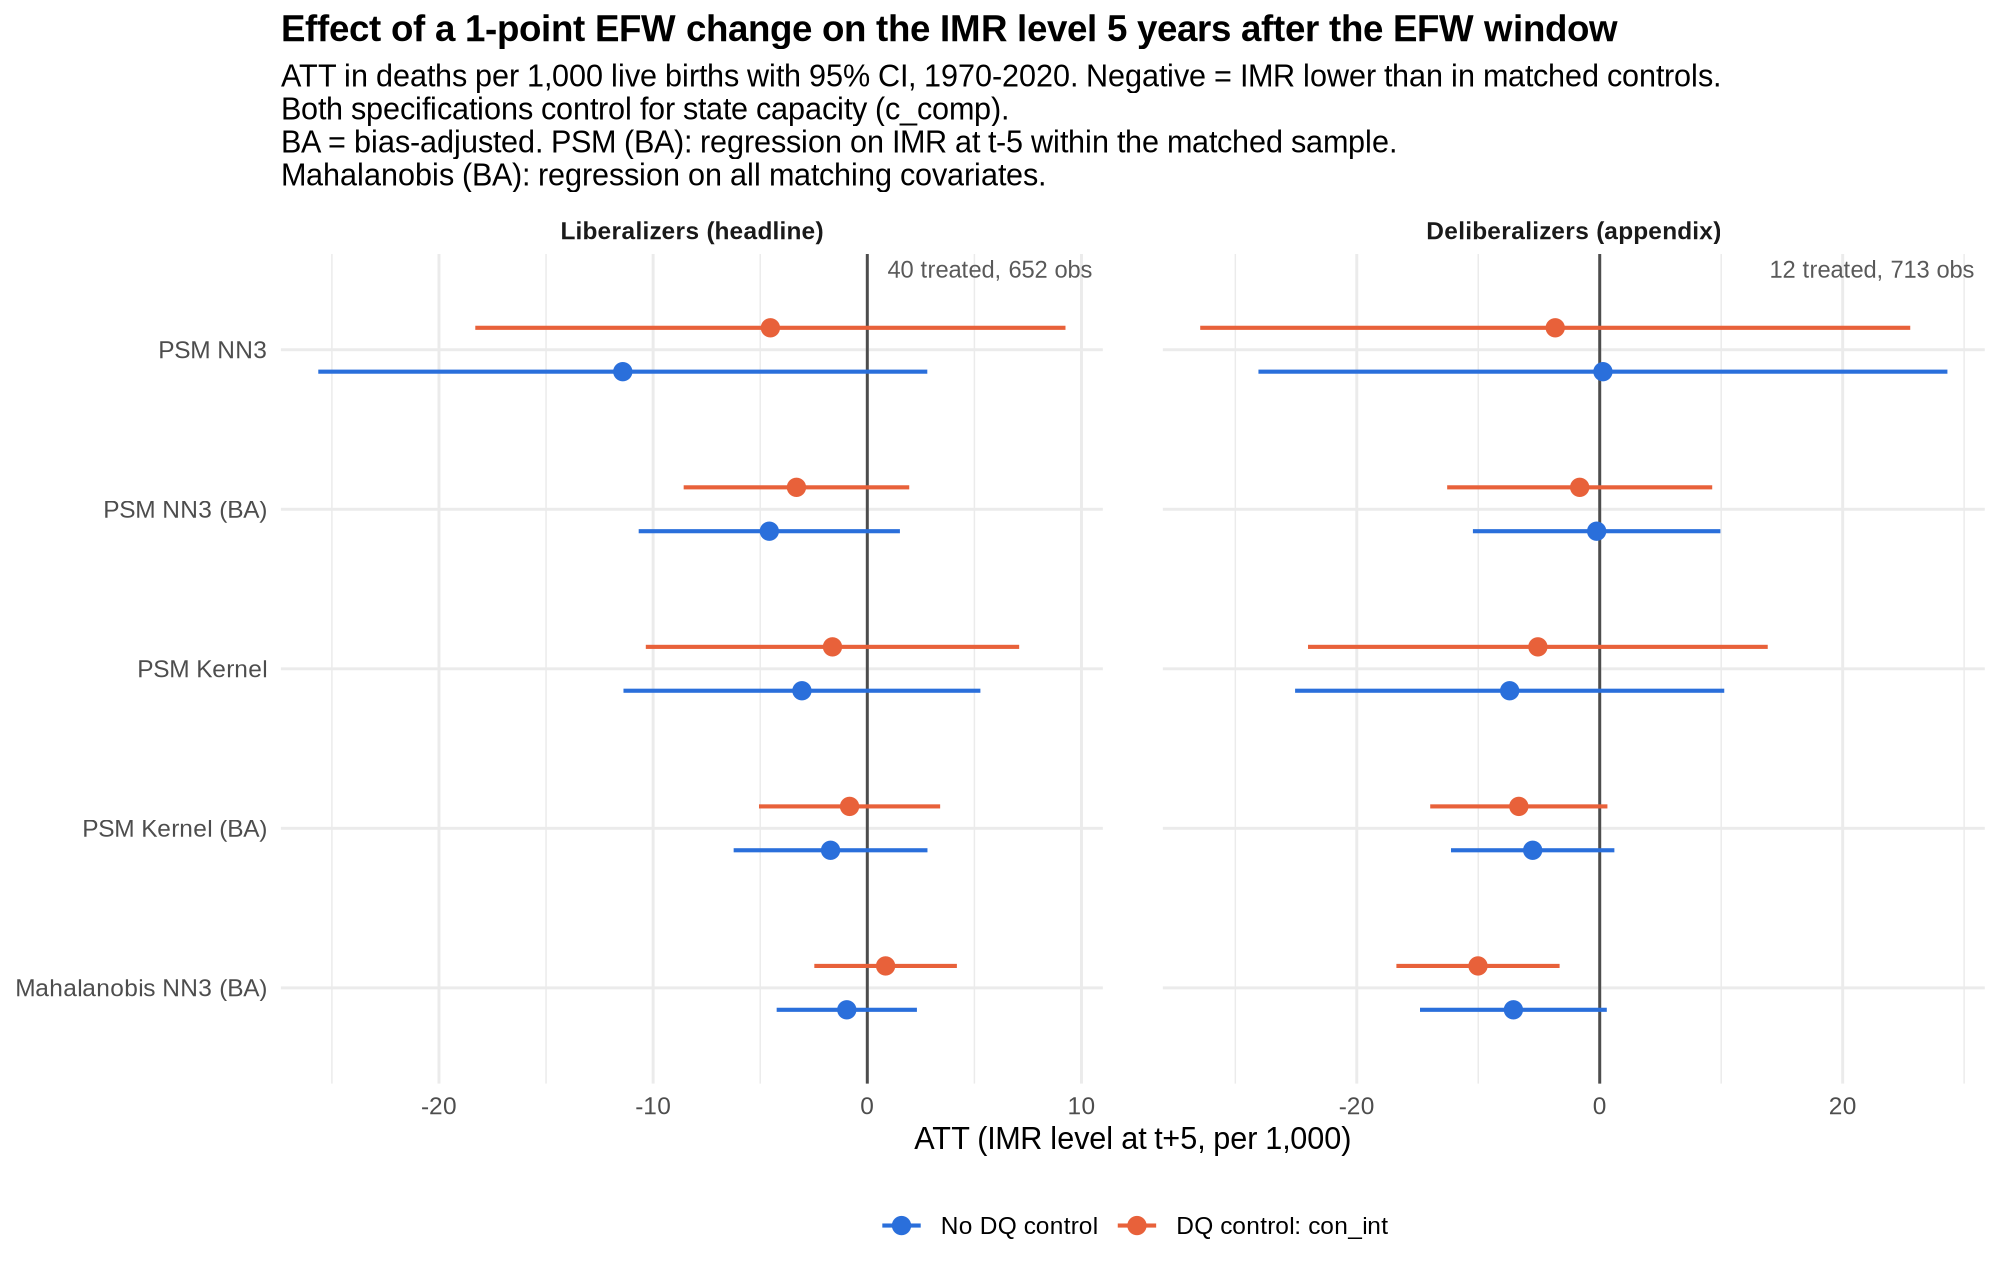 Effect of a 1-point EFW change on the IMR level 5 years after the EFW window
ATT in deaths per 1,000 live births with 95% CI, 1970-2020. Negative = IMR lower than in matched controls.
Both specifications control for state capacity (c_comp).
BA = bias-adjusted. PSM (BA): regression on IMR at t-5 within the matched sample.
Mahalanobis (BA): regression on all matching covariates.
Liberalizers (headline)
Deliberalizers (appendix)
40 treated, 652 obs
12 treated, 713 obs
PSM NN3
PSM NN3 (BA)
PSM Kernel
PSM Kernel (BA)
Mahalanobis NN3 (BA)
-20 -10 0 10
-20 0 20
ATT (IMR level at t+5, per 1,000)
No DQ control
DQ control: con_int